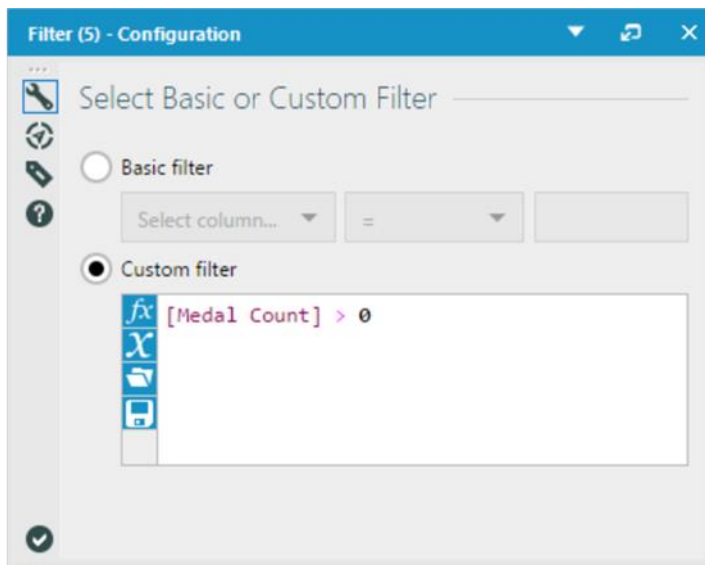 Filter (5) - Configuration
Select Basic or Custom Filter
Basic filter
Select column... =
Custom filter
fx [Medal Count] > 0
X